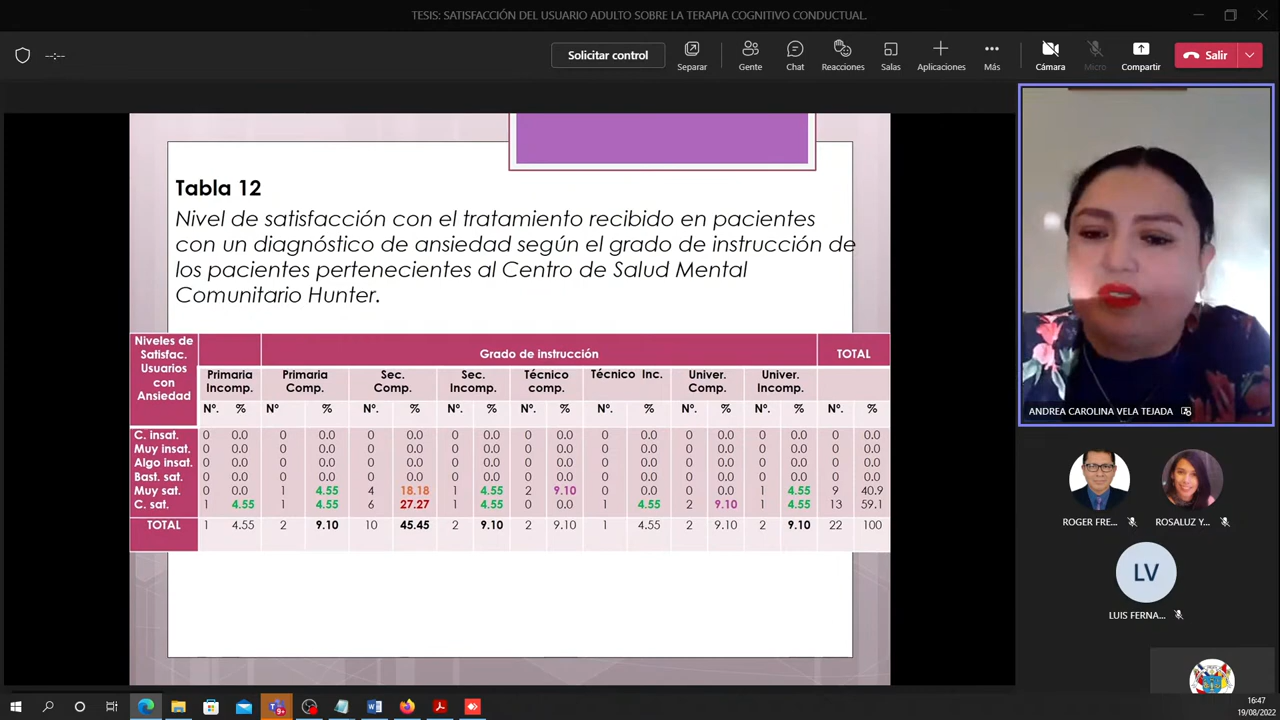 TESIS: SATISFACCIÓN DEL USUARIO ADULTO SOBRE LA TERAPIA COGNITIVO CONDUCTUAL.
--:--
Solicitar control
Separar
Gente
Chat
Reacciones
Salas
Aplicaciones
Más
Cámara
Micro
Compartir
Salir
Tabla 12
Nivel de satisfacción con el tratamiento recibido en pacientes
con un diagnóstico de ansiedad según el grado de instrucción de
los pacientes pertenecientes al Centro de Salud Mental
Comunitario Hunter.
Niveles de Satisfac. Usuarios con Ansiedad Grado de instrucción TOTAL
Primaria Incomp. Primaria Comp. Sec. Comp. Sec. Incomp. Técnico comp. Técnico Inc. Univer. Comp. Univer. Incomp.
Nº. % Nº % Nº. % Nº. % Nº. % Nº. % Nº. % Nº. % Nº. %
C. insat. 0 0.0 0 0.0 0 0.0 0 0.0 0 0.0 0 0.0 0 0.0 0 0.0 0 0.0
Muy insat. 0 0.0 0 0.0 0 0.0 0 0.0 0 0.0 0 0.0 0 0.0 0 0.0 0 0.0
Algo insat. 0 0.0 0 0.0 0 0.0 0 0.0 0 0.0 0 0.0 0 0.0 0 0.0 0 0.0
Bast. sat. 0 0.0 0 0.0 0 0.0 0 0.0 0 0.0 0 0.0 0 0.0 0 0.0 0 0.0
Muy sat. 0 0.0 1 4.55 4 18.18 1 4.55 2 9.10 0 0.0 0 0.0 1 4.55 9 40.9
C. sat. 1 4.55 1 4.55 6 27.27 1 4.55 0 0.0 1 4.55 2 9.10 1 4.55 13 59.1
TOTAL 1 4.55 2 9.10 10 45.45 2 9.10 2 9.10 1 4.55 2 9.10 2 9.10 22 100
ANDREA CAROLINA VELA TEJADA
ROGER FRE...
ROSALUZ Y...
LV
LUIS FERNA...
16:47
19/08/2022